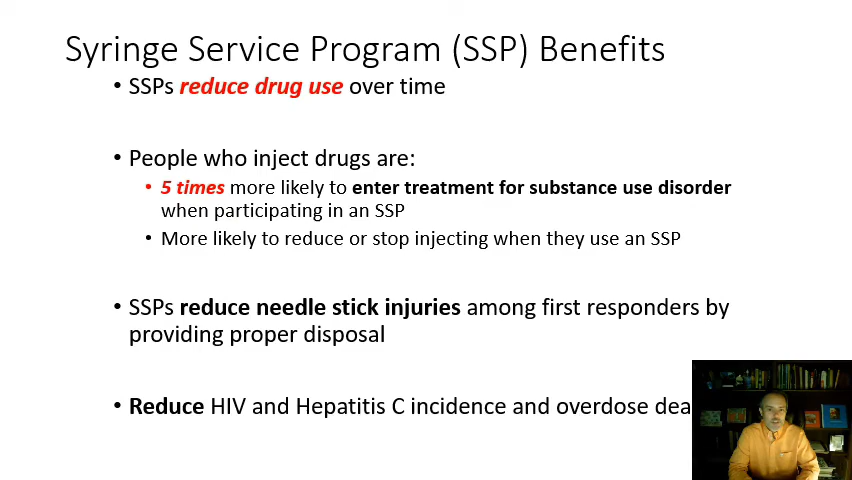 Syringe Service Program (SSP) Benefits
• SSPs reduce drug use over time
• People who inject drugs are:
• 5 times more likely to enter treatment for substance use disorder
when participating in an SSP
• More likely to reduce or stop injecting when they use an SSP
• SSPs reduce needle stick injuries among first responders by
providing proper disposal
• Reduce HIV and Hepatitis C incidence and overdose